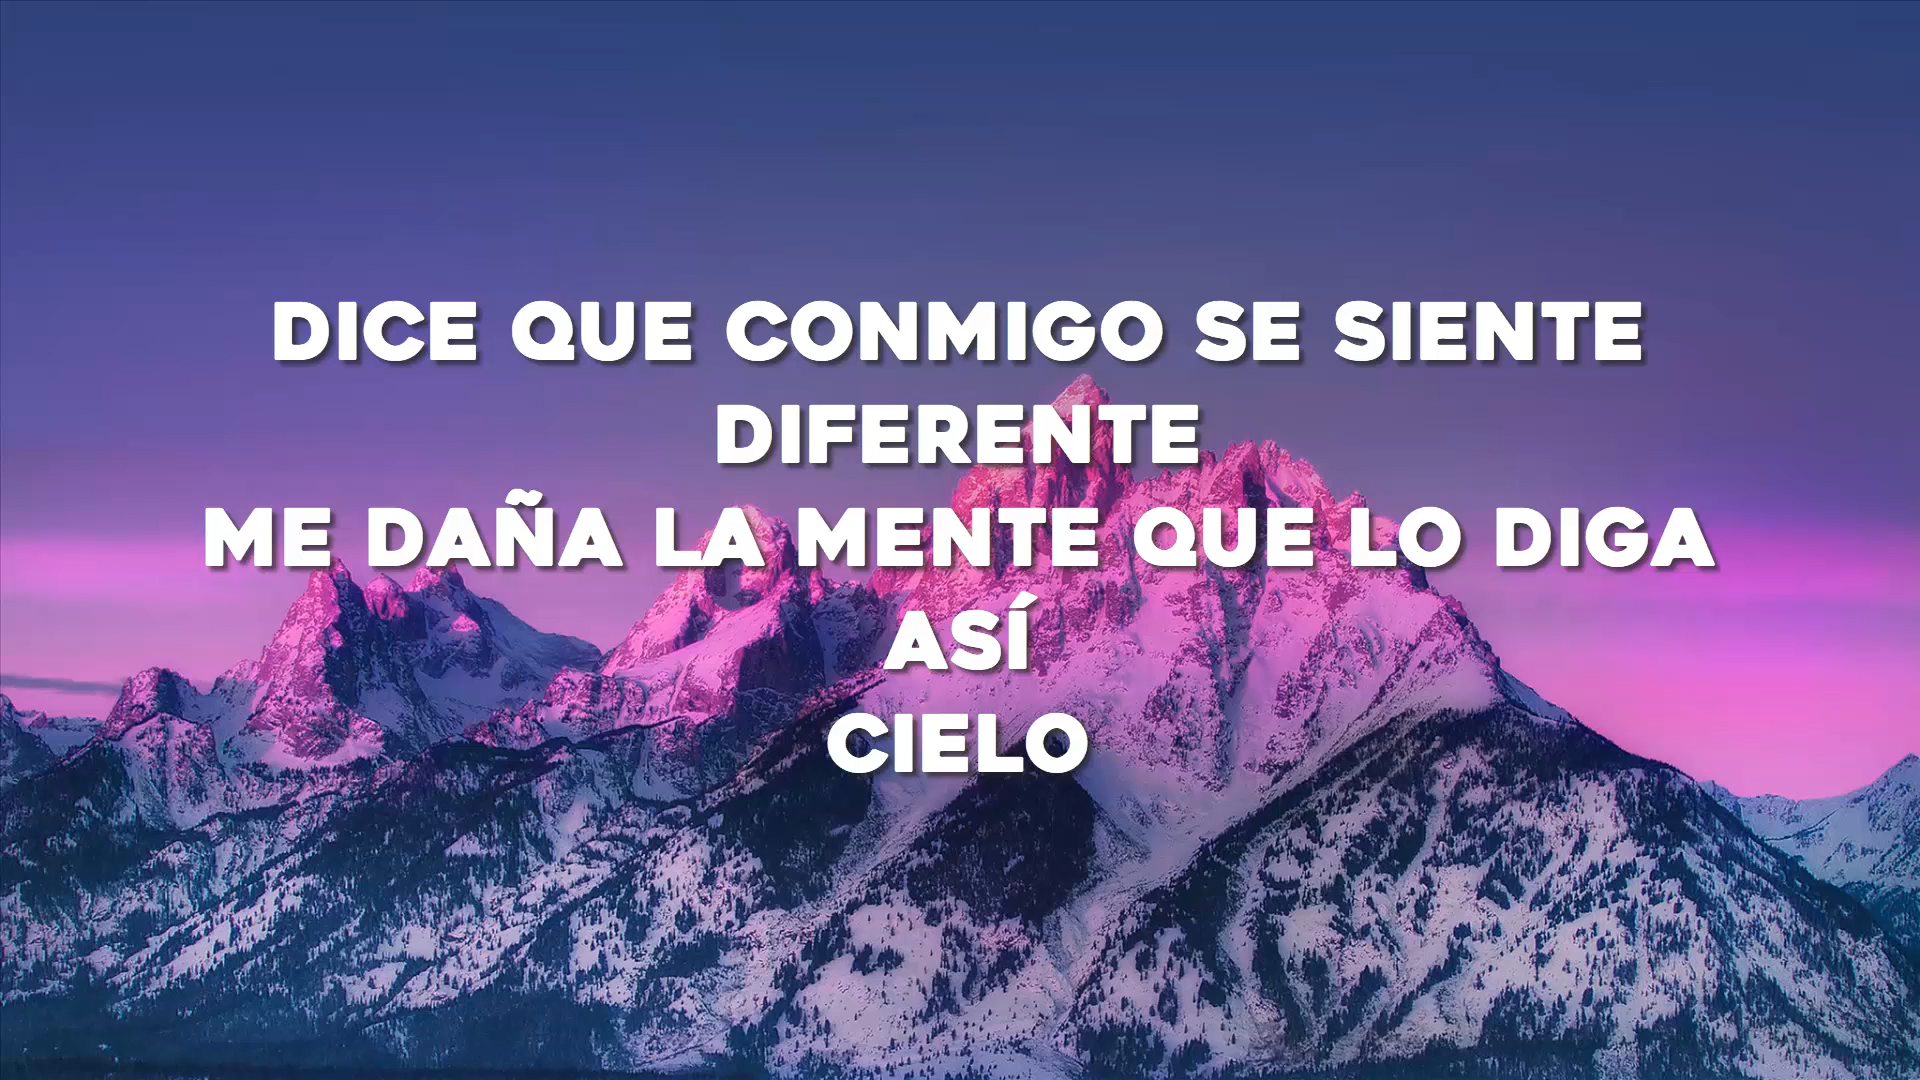 DICE QUE CONMIGO SE SIENTE
DIFERENTE
ME DAÑA LA MENTE QUE LO DIGA
ASÍ
CIELO